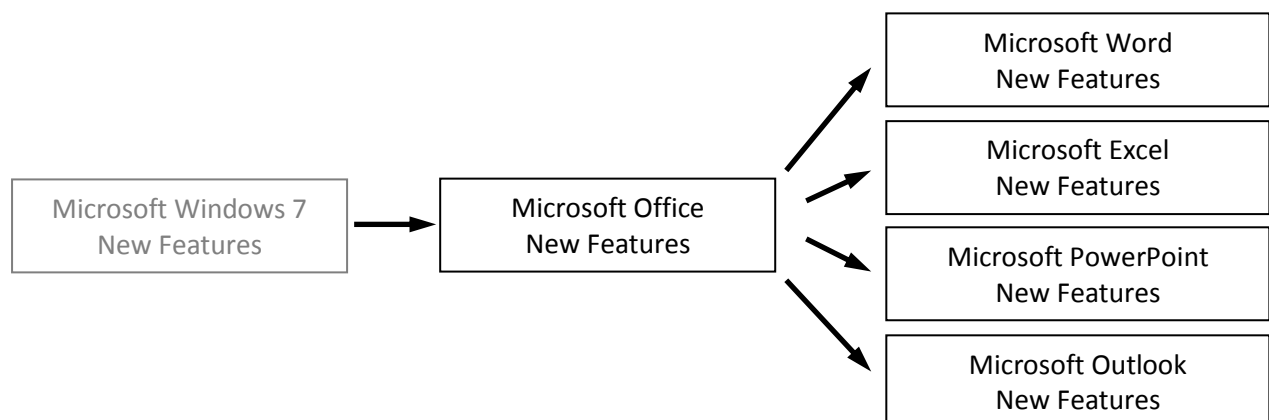 Microsoft Windows 7
New Features
Microsoft Office
New Features
Microsoft Word
New Features
Microsoft Excel
New Features
Microsoft PowerPoint
New Features
Microsoft Outlook
New Features